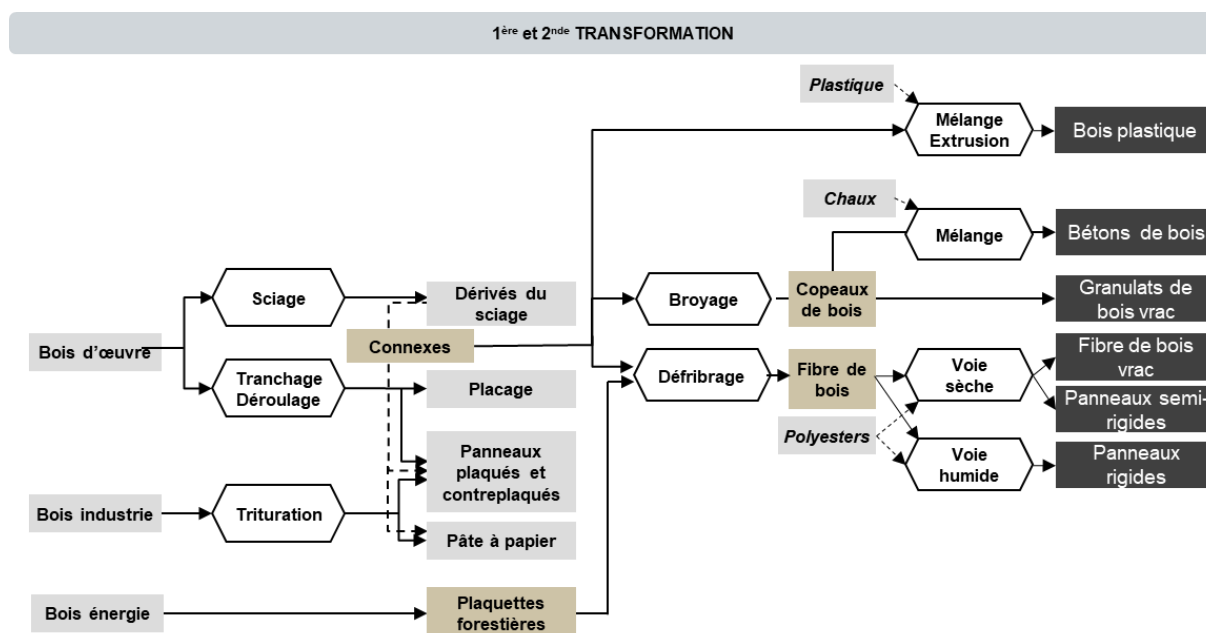 1ère et 2nde TRANSFORMATION
Plastique
Mélange
Extrusion
Bois plastique
Chaux
Mélange
Bétons de bois
Sciage
Dérivés du
sciage
Broyage
Copeaux
de bois
Granulats de
bois vrac
Bois d'œuvre
Connexes
Tranchage
Déroulage
Placage
Défribrage
Fibre de
bois
Voie
sèche
Fibre de bois
vrac
Panneaux semi-
rigides
Polyesters
Panneaux
plaqués et
contreplaqués
Voie
humide
Panneaux
rigides
Bois industrie
Trituration
Pâte à papier
Bois énergie
Plaquettes
forestières